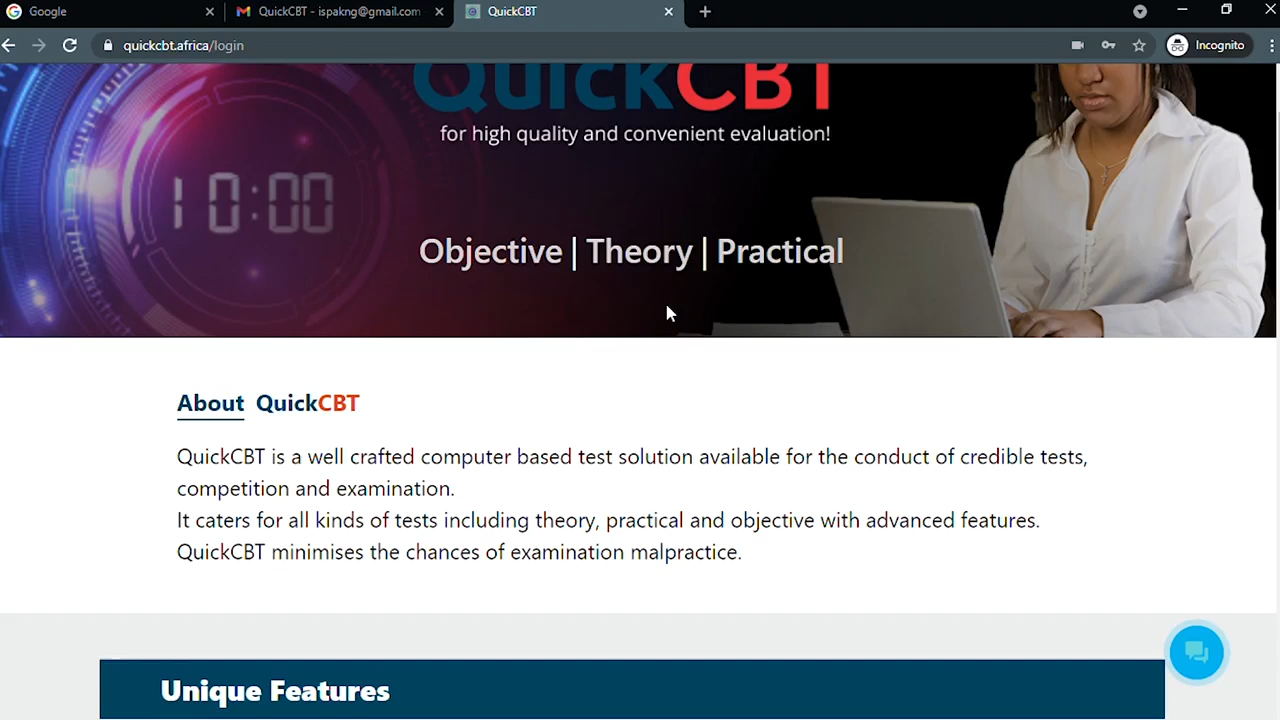 Google
QuickCBT - ispakng@gmail.com
QuickCBT
quickcbt.africa/login
Incognito
QuickCBT
for high quality and convenient evaluation!
10:00
Objective | Theory | Practical
About QuickCBT
QuickCBT is a well crafted computer based test solution available for the conduct of credible tests,
competition and examination.
It caters for all kinds of tests including theory, practical and objective with advanced features.
QuickCBT minimises the chances of examination malpractice.
Unique Features